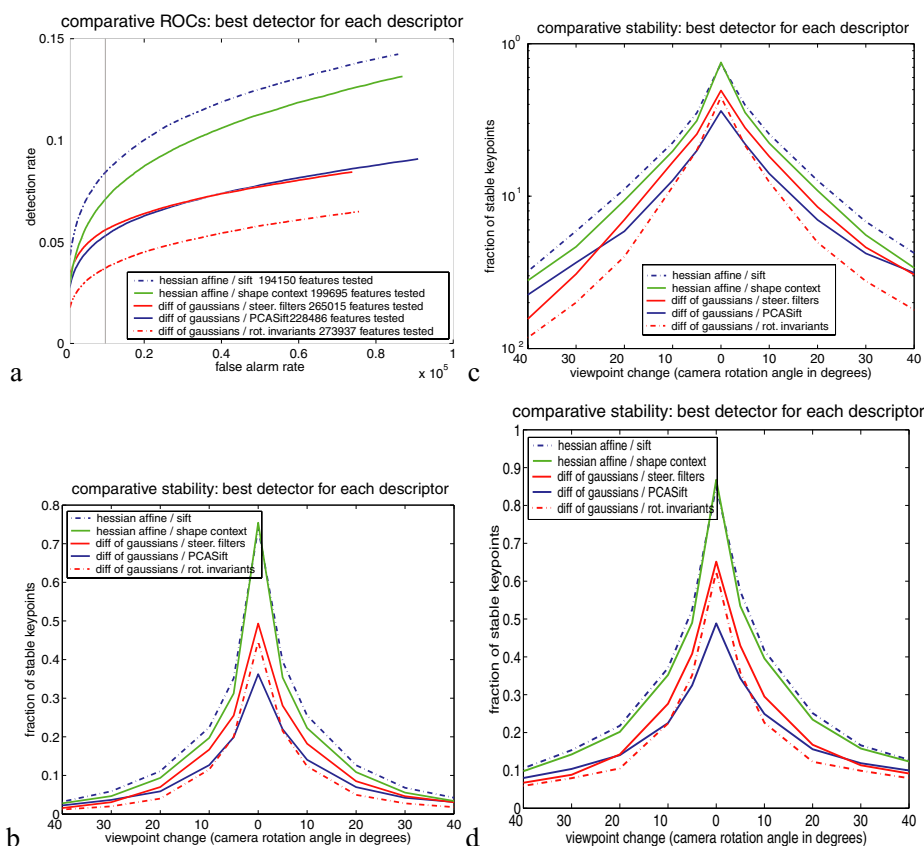 comparative ROCs: best detector for each descriptor
0.15
0.1
0.05
0
detection rate
hessian affine / sift 194150 features tested
hessian affine / shape context 199695 features tested
diff of gaussians / steer. filters 265015 features tested
diff of gaussians / PCASift228486 features tested
diff of gaussians / rot. invariants 273937 features tested
0 0.2 0.4 0.6 0.8 1
false alarm rate
x 10⁵
a
comparative stability: best detector for each descriptor
10⁰
10¹
10²
fraction of stable keypoints
hessian affine / sift
hessian affine / shape context
diff of gaussians / steer. filters
diff of gaussians / PCASift
diff of gaussians / rot. invariants
40 30 20 10 0 10 20 30 40
viewpoint change (camera rotation angle in degrees)
c
comparative stability: best detector for each descriptor
0.8
0.7
0.6
0.5
0.4
0.3
0.2
0.1
0
fraction of stable keypoints
hessian affine / sift
hessian affine / shape context
diff of gaussians / steer. filters
diff of gaussians / PCASift
diff of gaussians / rot. invariants
40 30 20 10 0 10 20 30 40
viewpoint change (camera rotation angle in degrees)
b
comparative stability: best detector for each descriptor
1
0.9
0.8
0.7
0.6
0.5
0.4
0.3
0.2
0.1
0
fraction of stable keypoints
hessian affine / sift
hessian affine / shape context
diff of gaussians / steer. filters
diff of gaussians / PCASift
diff of gaussians / rot. invariants
40 30 20 10 0 10 20 30 40
viewpoint change (camera rotation angle in degrees)
d